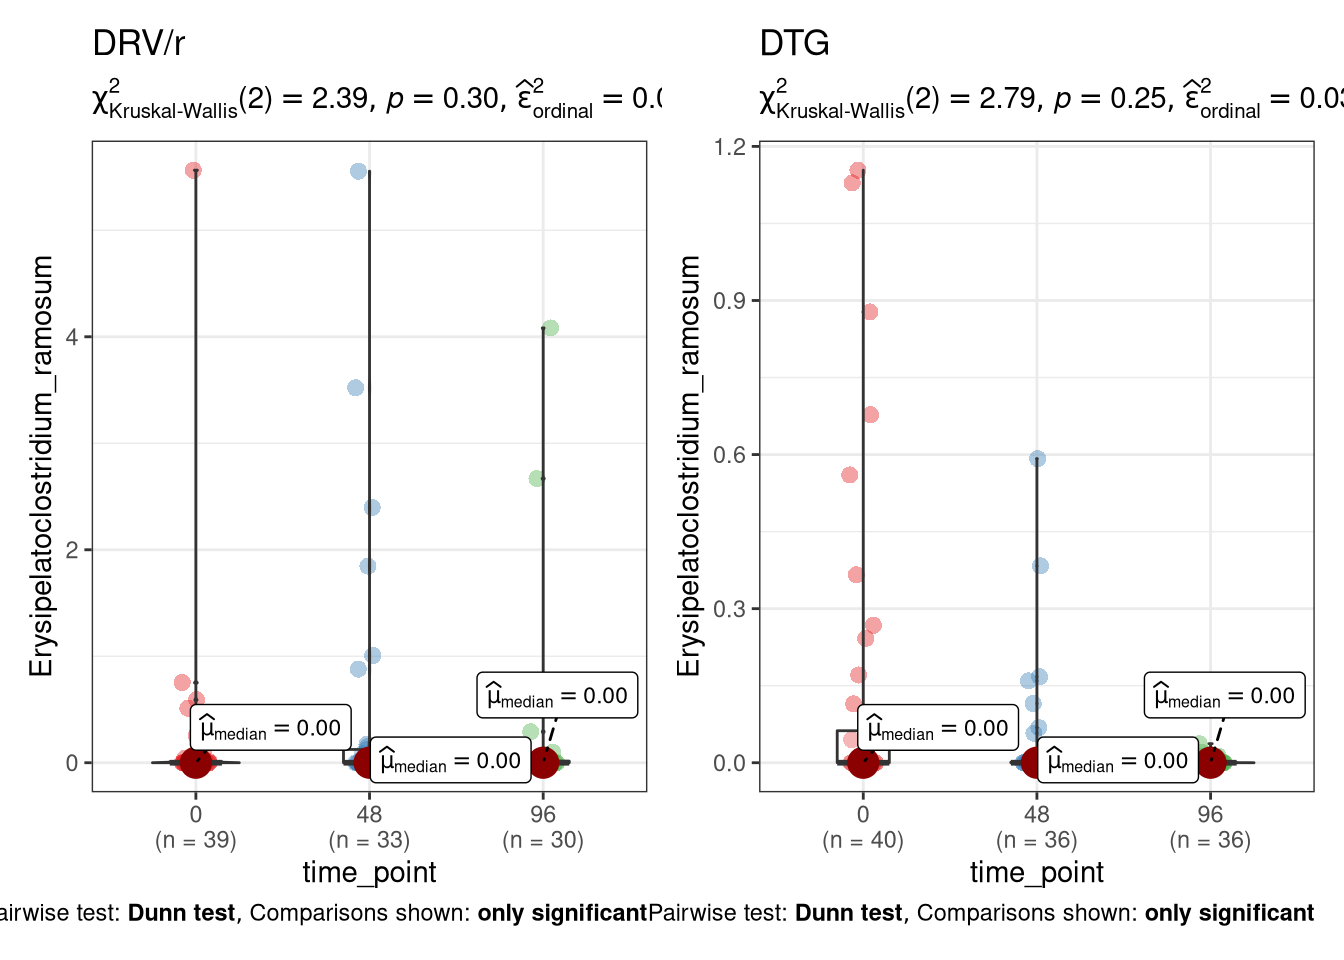 DRV/r
χ²Kruskal-Wallis(2) = 2.39, p = 0.30, ε̂²ordinal = 0.0
Erysipelatoclostridium_ramosum
4
2
0
μ̂median = 0.00
μ̂median = 0.00
μ̂median = 0.00
0 48 96
(n = 39) (n = 33) (n = 30)
time_point
airwise test: Dunn test, Comparisons shown: only significant
DTG
χ²Kruskal-Wallis(2) = 2.79, p = 0.25, ε̂²ordinal = 0.03
Erysipelatoclostridium_ramosum
1.2
0.9
0.6
0.3
0.0
μ̂median = 0.00
μ̂median = 0.00
μ̂median = 0.00
0 48 96
(n = 40) (n = 36) (n = 36)
time_point
Pairwise test: Dunn test, Comparisons shown: only significant